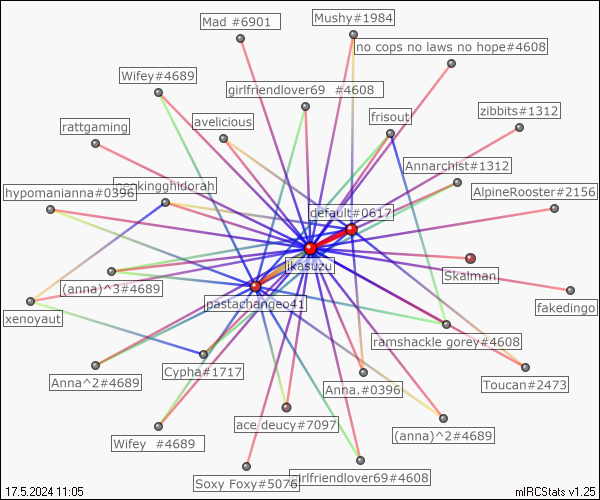 Mad #6901
Mushy#1984
no cops no laws no hope#4608
Wifey#4689
girlfriendlover69 #4608
zibbits#1312
frisout
avelicious
rattgaming
Annarchist#1312
hypomanianna#0396
AlpineRooster#2156
default#0617
likasuzu
Skalman
(anna)^3#4689
pastachangeo41
fakedingo
xenoyaut
ramshackle gorey#4608
Cypha#1717
Anna^2#4689
Anna.#0396
Toucan#2473
ace deucy#7097
(anna)^2#4689
Wifey #4689
girlfriendlover69#4608
Soxy Foxy#5076
17.5.2024 11:05
mIRCStats v1.25